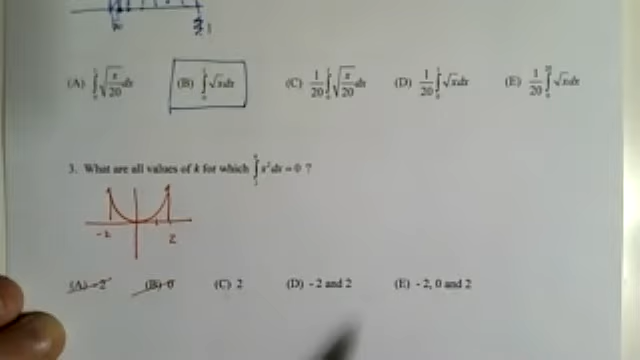 (A) ∫√(x/20) dx (B) ∫√x dx (C) 1/20 ∫√(x/20) dx (D) 1/20 ∫√x dx (E) 1/20 ∫√x dx
3. What are all values of k for which ∫x² dx = 0 ?
-2 2
(A) -2 (B) 0 (C) 2 (D) - 2 and 2 (E) - 2, 0 and 2